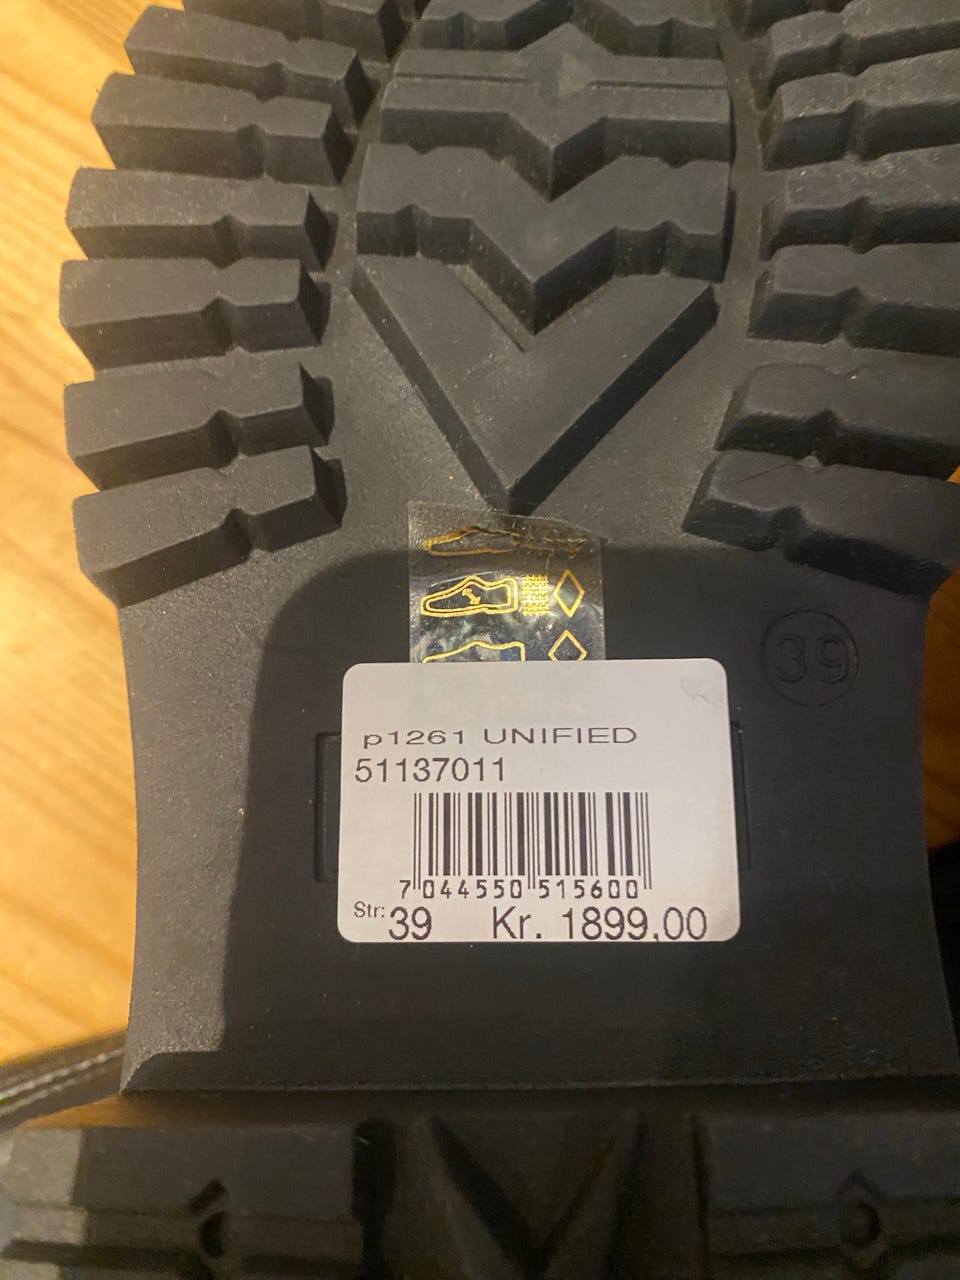 39
p1261 UNIFIED
51137011
7 044550 515600
Str: 39 Kr. 1899,00